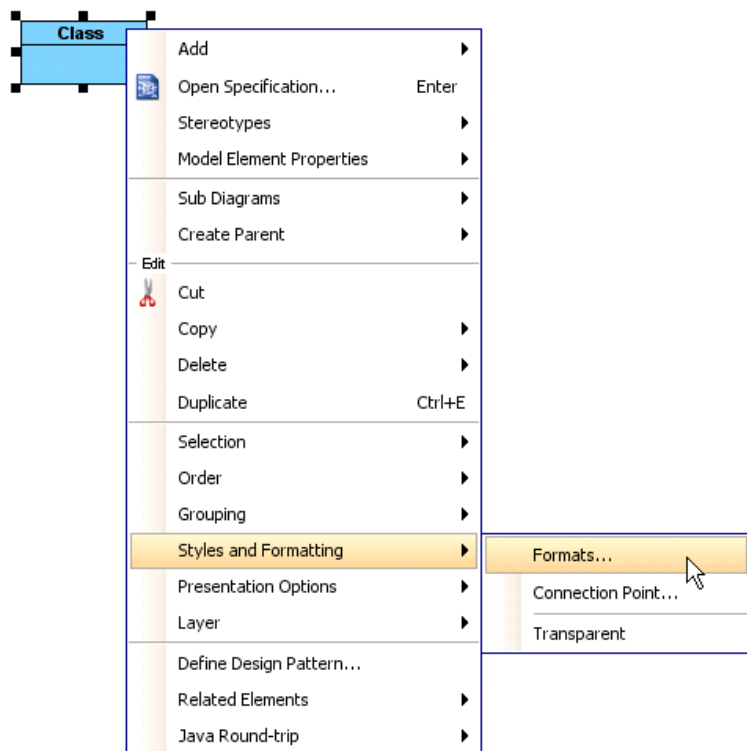 Class
Add
Open Specification... Enter
Stereotypes
Model Element Properties
Sub Diagrams
Create Parent
Edit
Cut
Copy
Delete
Duplicate Ctrl+E
Selection
Order
Grouping
Styles and Formatting
Formats...
Presentation Options
Connection Point...
Layer
Transparent
Define Design Pattern...
Related Elements
Java Round-trip